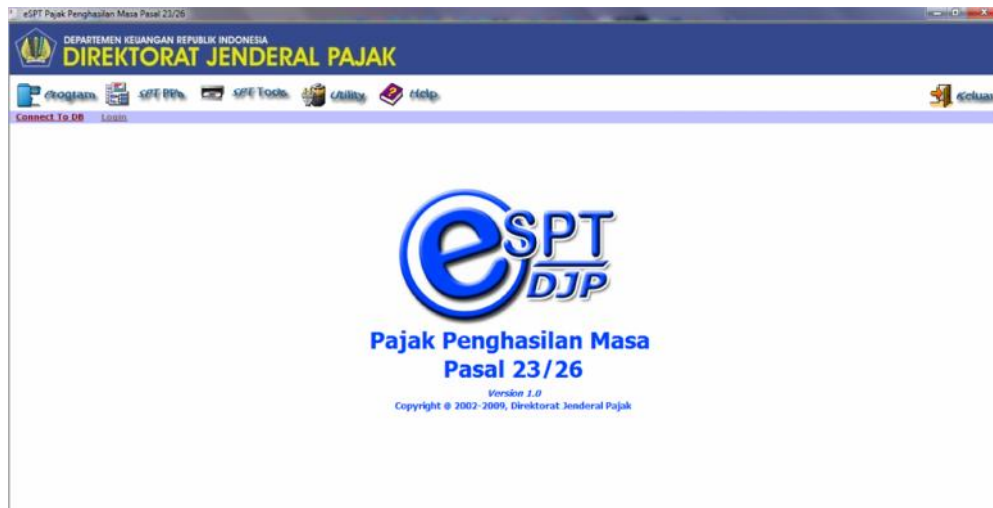 eSPT Pajak Penghasilan Masa Pasal 23/26
DEPARTEMEN KEUANGAN REPUBLIK INDONESIA
DIREKTORAT JENDERAL PAJAK
Program SPT PPh SPT Tools Utility Help Keluar
Connect To DB Login
eSPT
DJP
Pajak Penghasilan Masa
Pasal 23/26
Version 1.0
Copyright © 2002-2009, Direktorat Jenderal Pajak